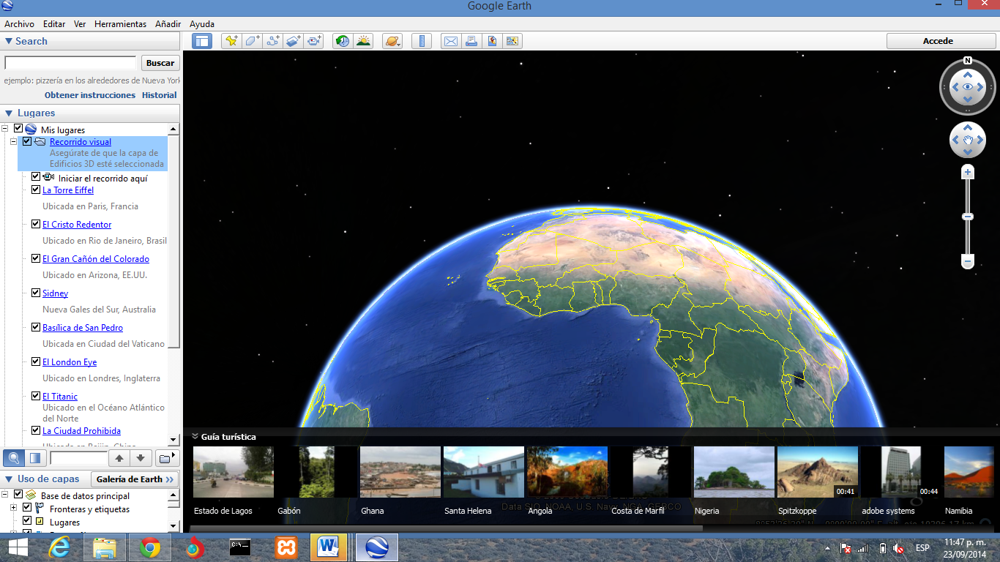 Google Earth
Archivo Editar Ver Herramientas Añadir Ayuda
Search
Accede
Buscar
ejemplo: pizzería en los alrededores de Nueva York
Obtener instrucciones Historial
N
Lugares
Mis lugares
Recorrido visual
Asegúrate de que la capa de
Edificios 3D esté seleccionada
Iniciar el recorrido aquí
La Torre Eiffel
Ubicada en Paris, Francia
El Cristo Redentor
Ubicado en Rio de Janeiro, Brasil
El Gran Cañón del Colorado
Ubicado en Arizona, EE.UU.
Sidney
Nueva Gales del Sur, Australia
Basílica de San Pedro
Ubicada en Ciudad del Vaticano
El London Eye
Ubicado en Londres, Inglaterra
El Titanic
Ubicado en el Océano Atlántico
del Norte
La Ciudad Prohibida
Guía turística
00:41
00:44
Estado de Lagos Gabón Ghana Santa Helena Angola Costa de Marfil Nigeria Spitzkoppe adobe systems Namibia
Data SIO, NOAA, U.S. Navy, NGA, GEBCO
Uso de capas Galería de Earth
Base de datos principal
Fronteras y etiquetas
Lugares
C:\
W
ESP
11:47 p. m.
23/09/2014